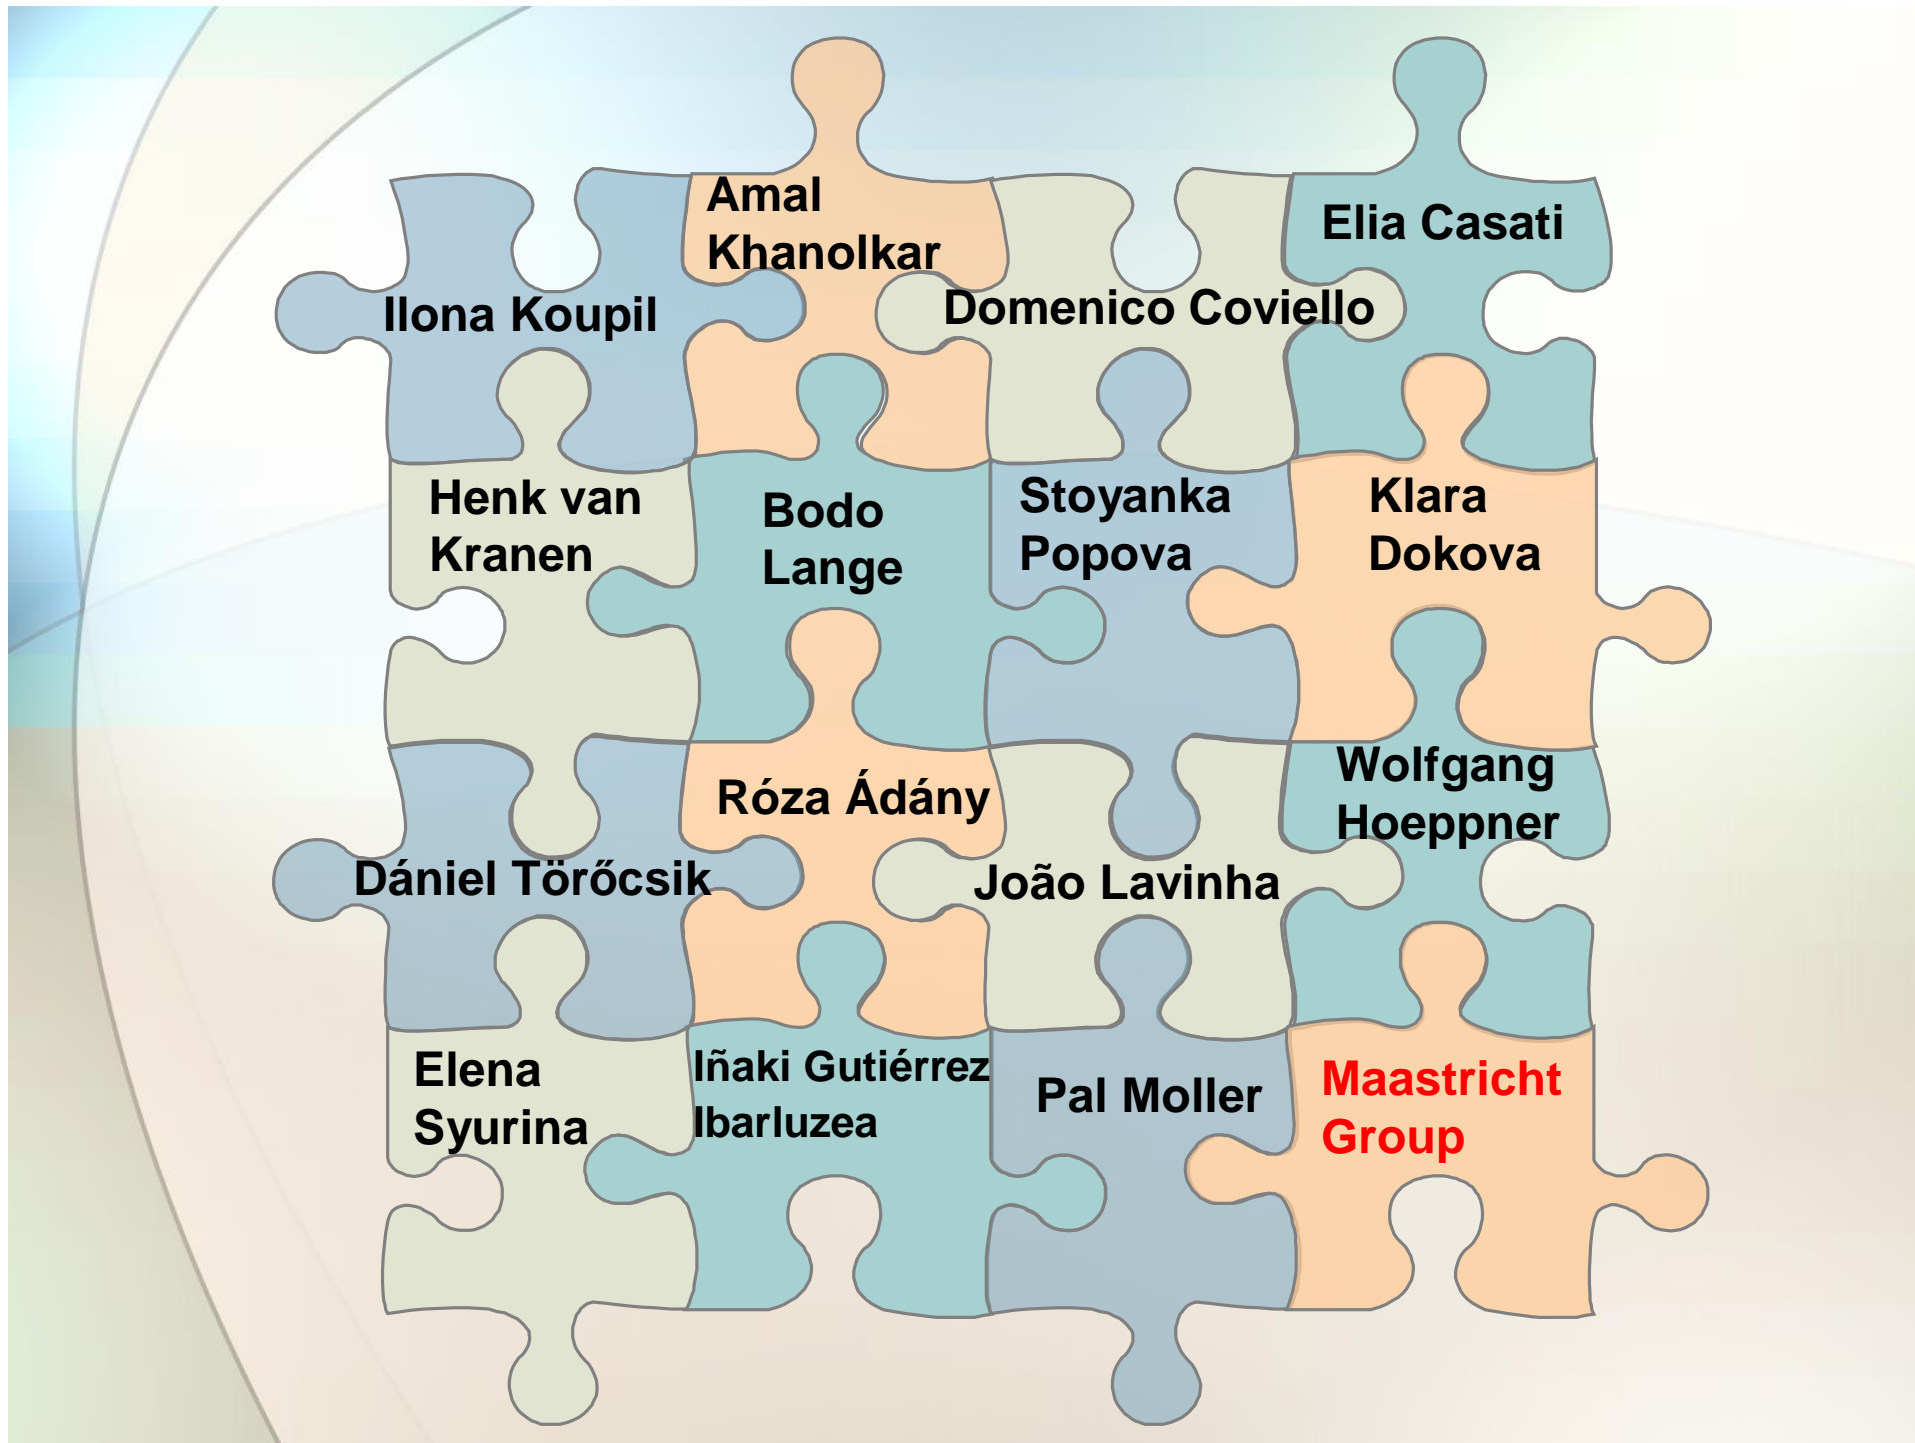 Amal
Khanolkar
Elia Casati
Ilona Koupil
Domenico Coviello
Henk van
Kranen
Bodo
Lange
Stoyanka
Popova
Klara
Dokova
Dániel Törőcsik
Róza Ádány
João Lavinha
Wolfgang
Hoeppner
Elena
Syurina
Iñaki Gutiérrez
Ibarluzea
Pal Moller
Maastricht
Group